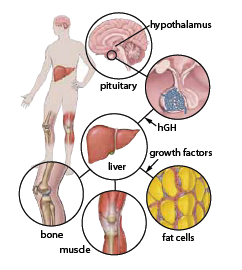 hypothalamus
pituitary
hGH
liver
growth factors
bone
muscle
fat cells